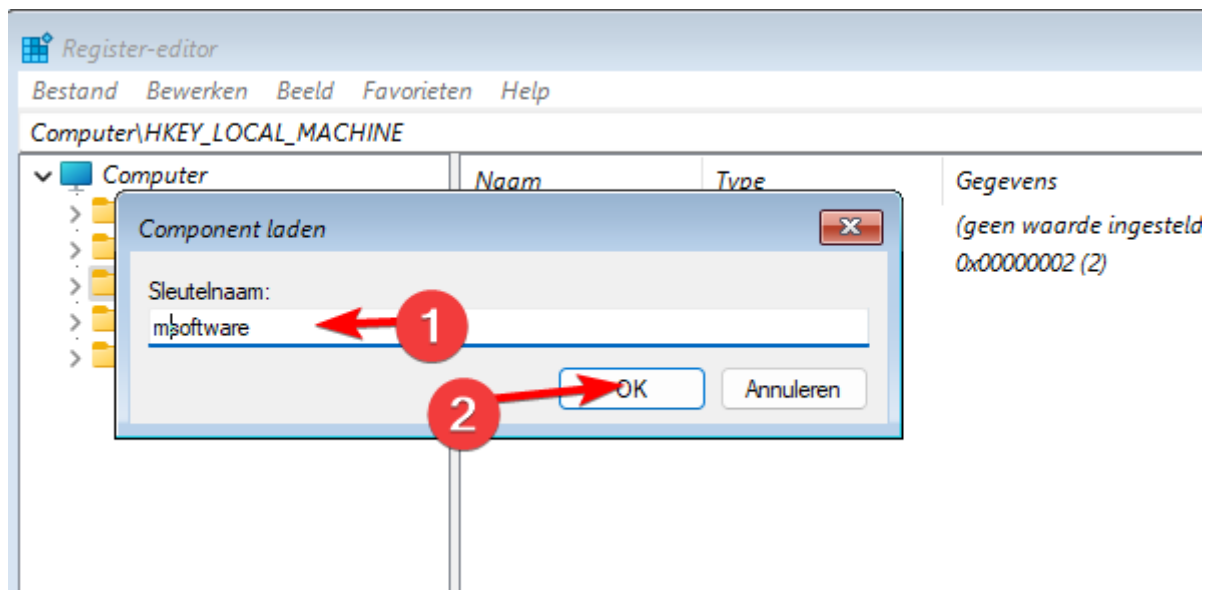 Register-editor
Bestand Bewerken Beeld Favorieten Help
Computer\HKEY_LOCAL_MACHINE
Computer
Naam Type Gegevens
(geen waarde ingesteld
0x00000002 (2)
Component laden
Sleutelnaam:
msoftware
1
OK Annuleren
2